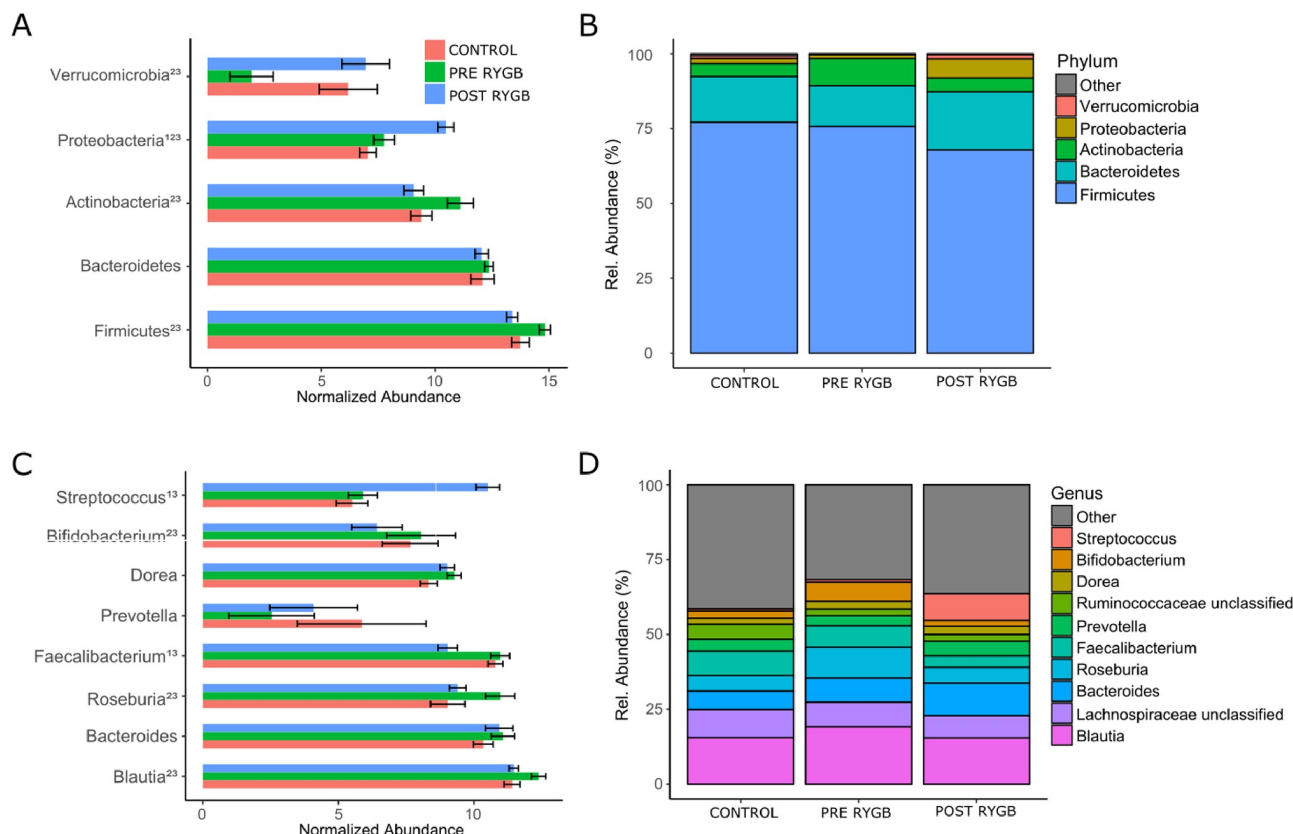 A
CONTROL
PRE RYGB
POST RYGB
Verrucomicrobia²³
Proteobacteria¹²³
Actinobacteria²³
Bacteroidetes
Firmicutes²³
0 5 10 15
Normalized Abundance
B
Rel. Abundance (%)
100
75
50
25
0
CONTROL PRE RYGB POST RYGB
Phylum
Other
Verrucomicrobia
Proteobacteria
Actinobacteria
Bacteroidetes
Firmicutes
C
Streptococcus¹³
Bifidobacterium²³
Dorea
Prevotella
Faecalibacterium¹³
Roseburia²³
Bacteroides
Blautia²³
0 5 10
Normalized Abundance
D
Rel. Abundance (%)
100
75
50
25
0
CONTROL PRE RYGB POST RYGB
Genus
Other
Streptococcus
Bifidobacterium
Dorea
Ruminococcaceae unclassified
Prevotella
Faecalibacterium
Roseburia
Bacteroides
Lachnospiraceae unclassified
Blautia